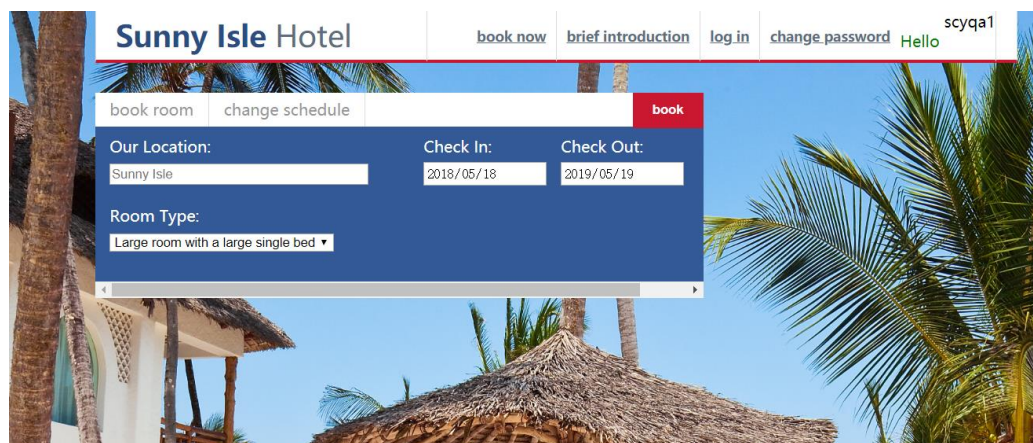 Sunny Isle Hotel
book now brief introduction log in change password Hello scyqa1
book room change schedule book
Our Location: Check In: Check Out:
Sunny Isle 2018/05/18 2019/05/19
Room Type:
Large room with a large single bed